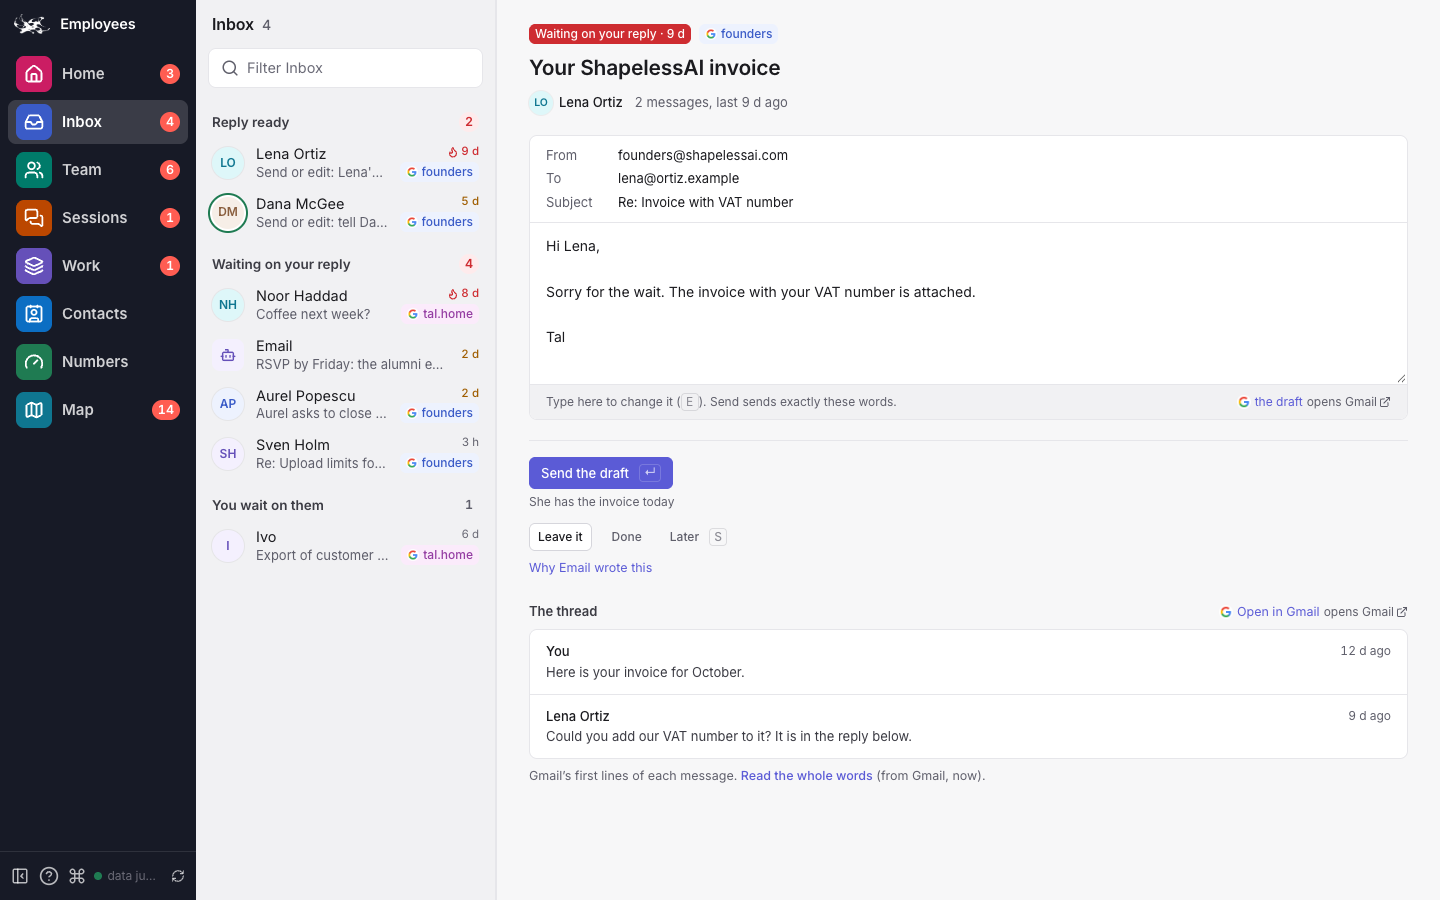 Employees
Home 3
Inbox 4
Team 6
Sessions 1
Work 1
Contacts
Numbers
Map 14
data ju...
Inbox 4
Filter Inbox
Reply ready 2
LO Lena Ortiz 9 d
Send or edit: Lena'... founders
DM Dana McGee 5 d
Send or edit: tell Da... founders
Waiting on your reply 4
NH Noor Haddad 8 d
Coffee next week? tal.home
Email 2 d
RSVP by Friday: the alumni e...
AP Aurel Popescu 2 d
Aurel asks to close ... founders
SH Sven Holm 3 h
Re: Upload limits fo... founders
You wait on them 1
I Ivo 6 d
Export of customer ... tal.home
Waiting on your reply · 9 d founders
Your ShapelessAI invoice
LO Lena Ortiz 2 messages, last 9 d ago
From founders@shapelessai.com
To lena@ortiz.example
Subject Re: Invoice with VAT number
Hi Lena,
Sorry for the wait. The invoice with your VAT number is attached.
Tal
Type here to change it ( E ). Send sends exactly these words. the draft opens Gmail
Send the draft ↵
She has the invoice today
Leave it Done Later S
Why Email wrote this
The thread Open in Gmail opens Gmail
You 12 d ago
Here is your invoice for October.
Lena Ortiz 9 d ago
Could you add our VAT number to it? It is in the reply below.
Gmail’s first lines of each message. Read the whole words (from Gmail, now).